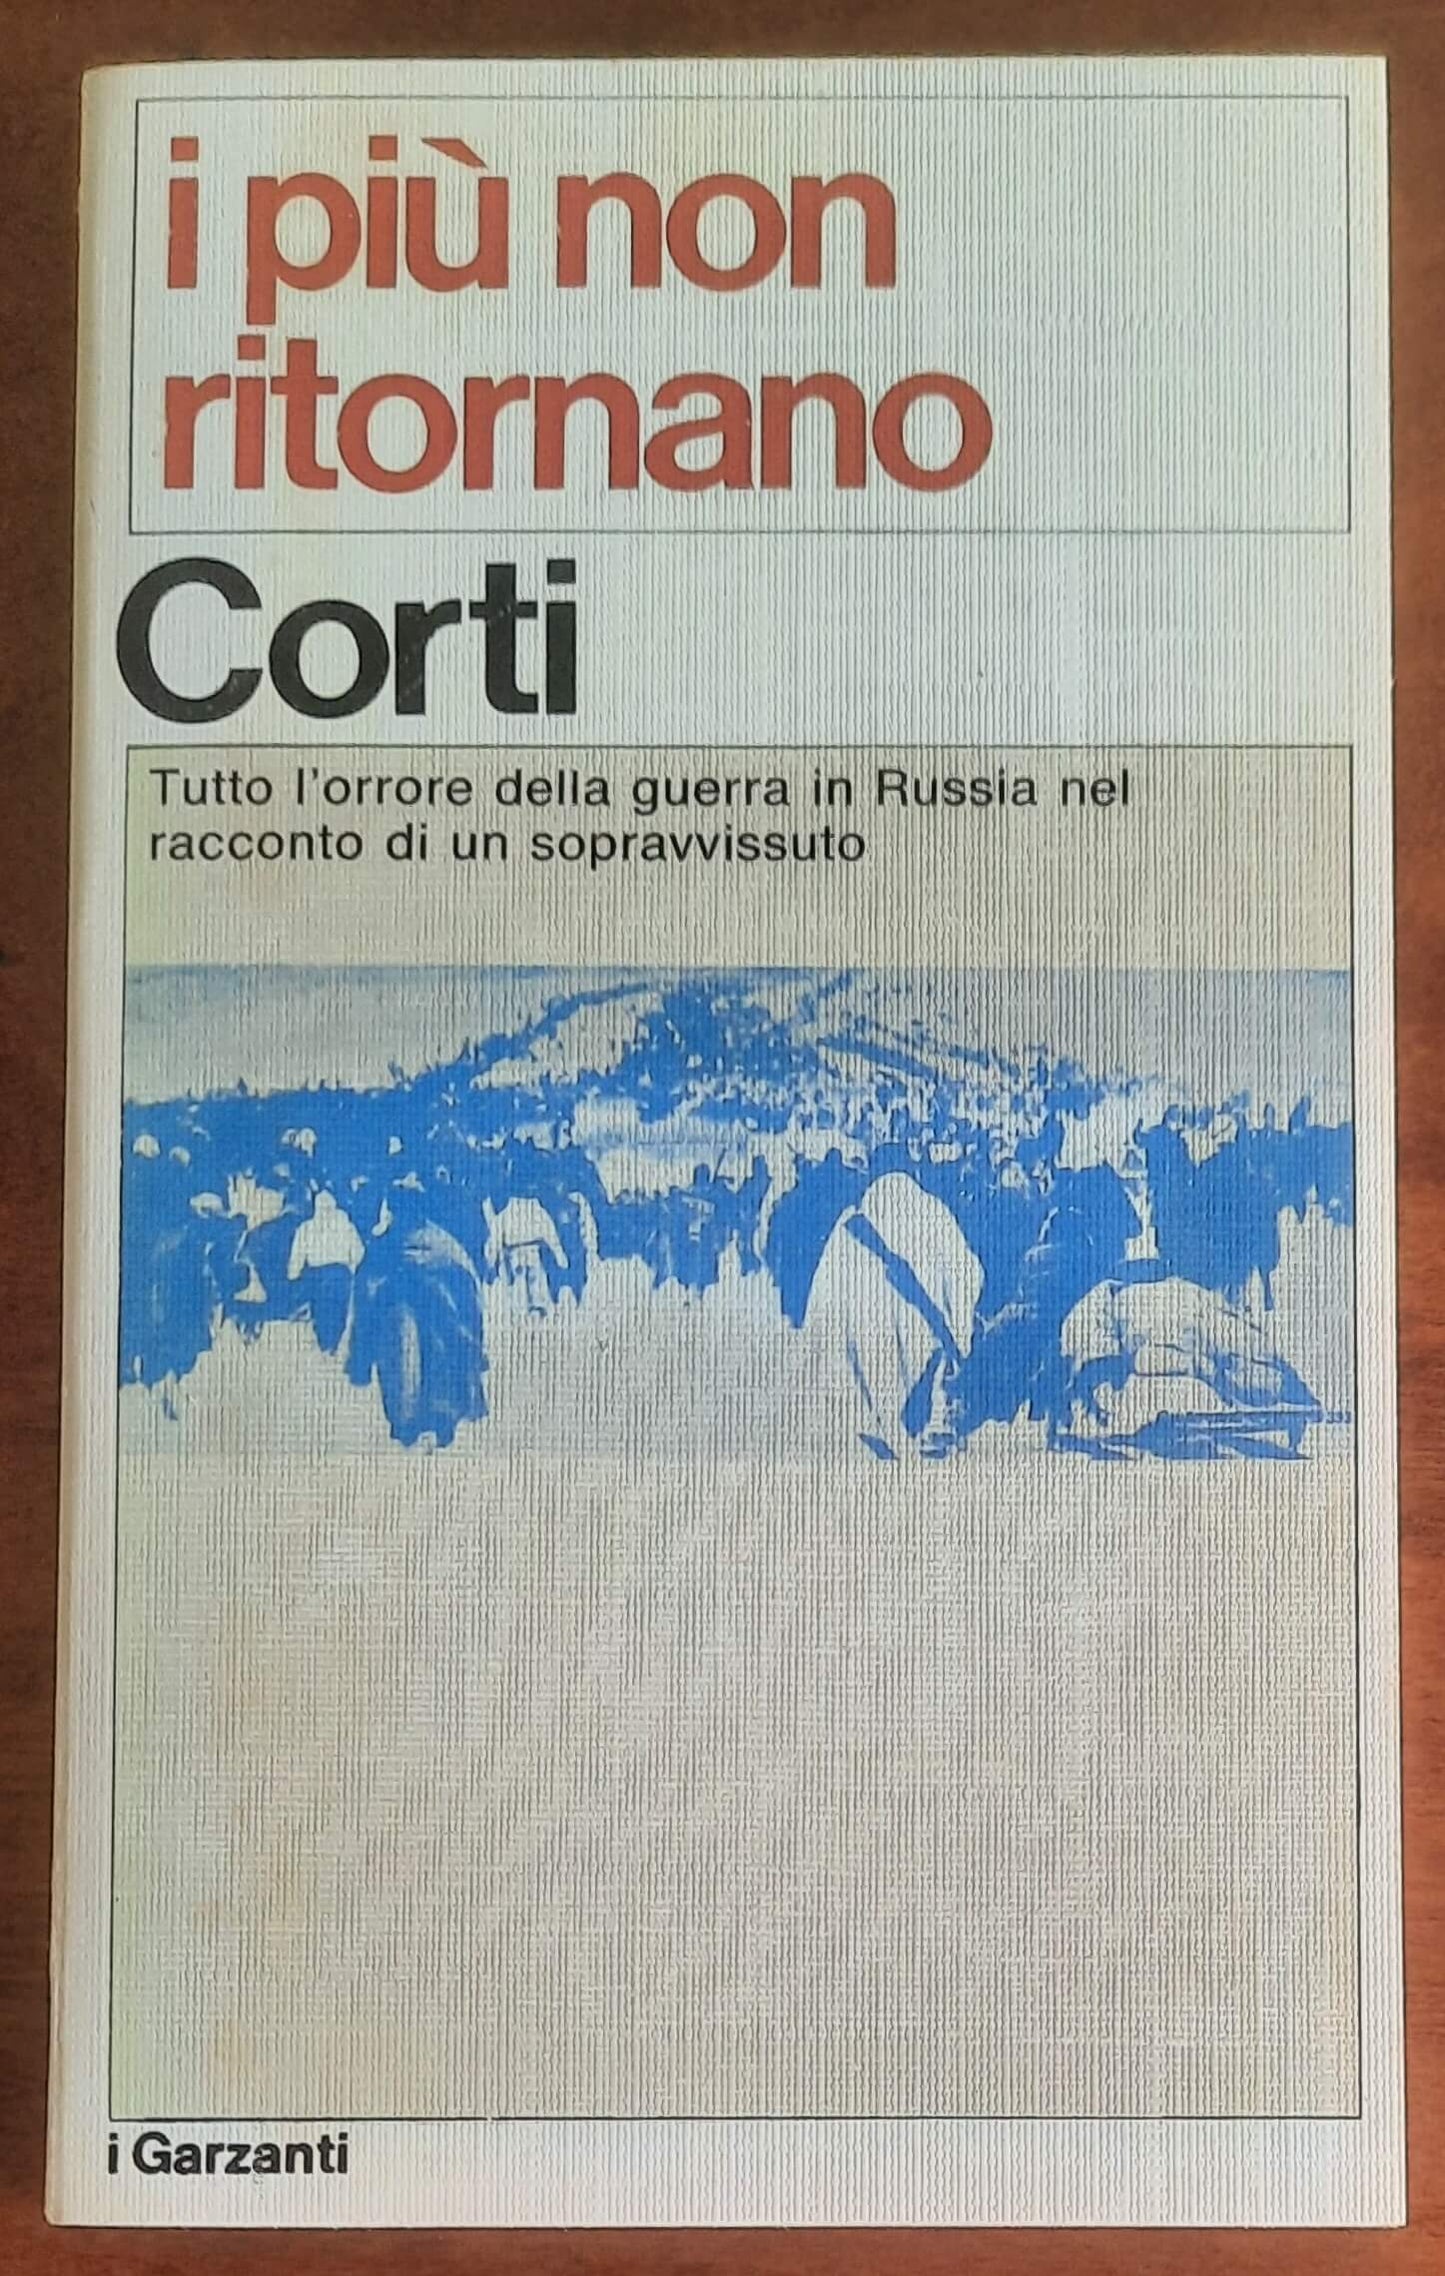 i più non
ritornano
Corti
Tutto l'orrore della guerra in Russia nel
racconto di un sopravvissuto
i Garzanti